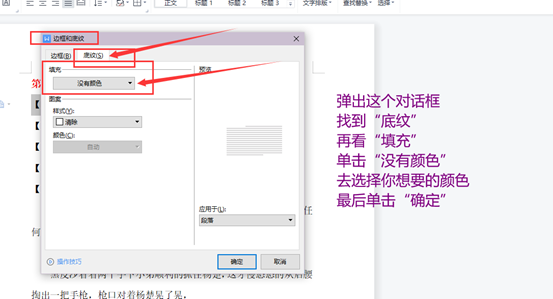 正文 标题 1 标题 2 标题 3 文字排版 查找替换 选择
边框和底纹
边框(B) 底纹(S)
填充 预览
没有颜色
图案
样式(Y):
清除
颜色(C):
自动
应用于(L):
段落
操作技巧 确定 取消
第
任
何
掏出一把手枪，枪口对着杨楚晃了晃，
弹出这个对话框
找到“底纹”
再看“填充”
单击“没有颜色”
去选择你想要的颜色
最后单击“确定”